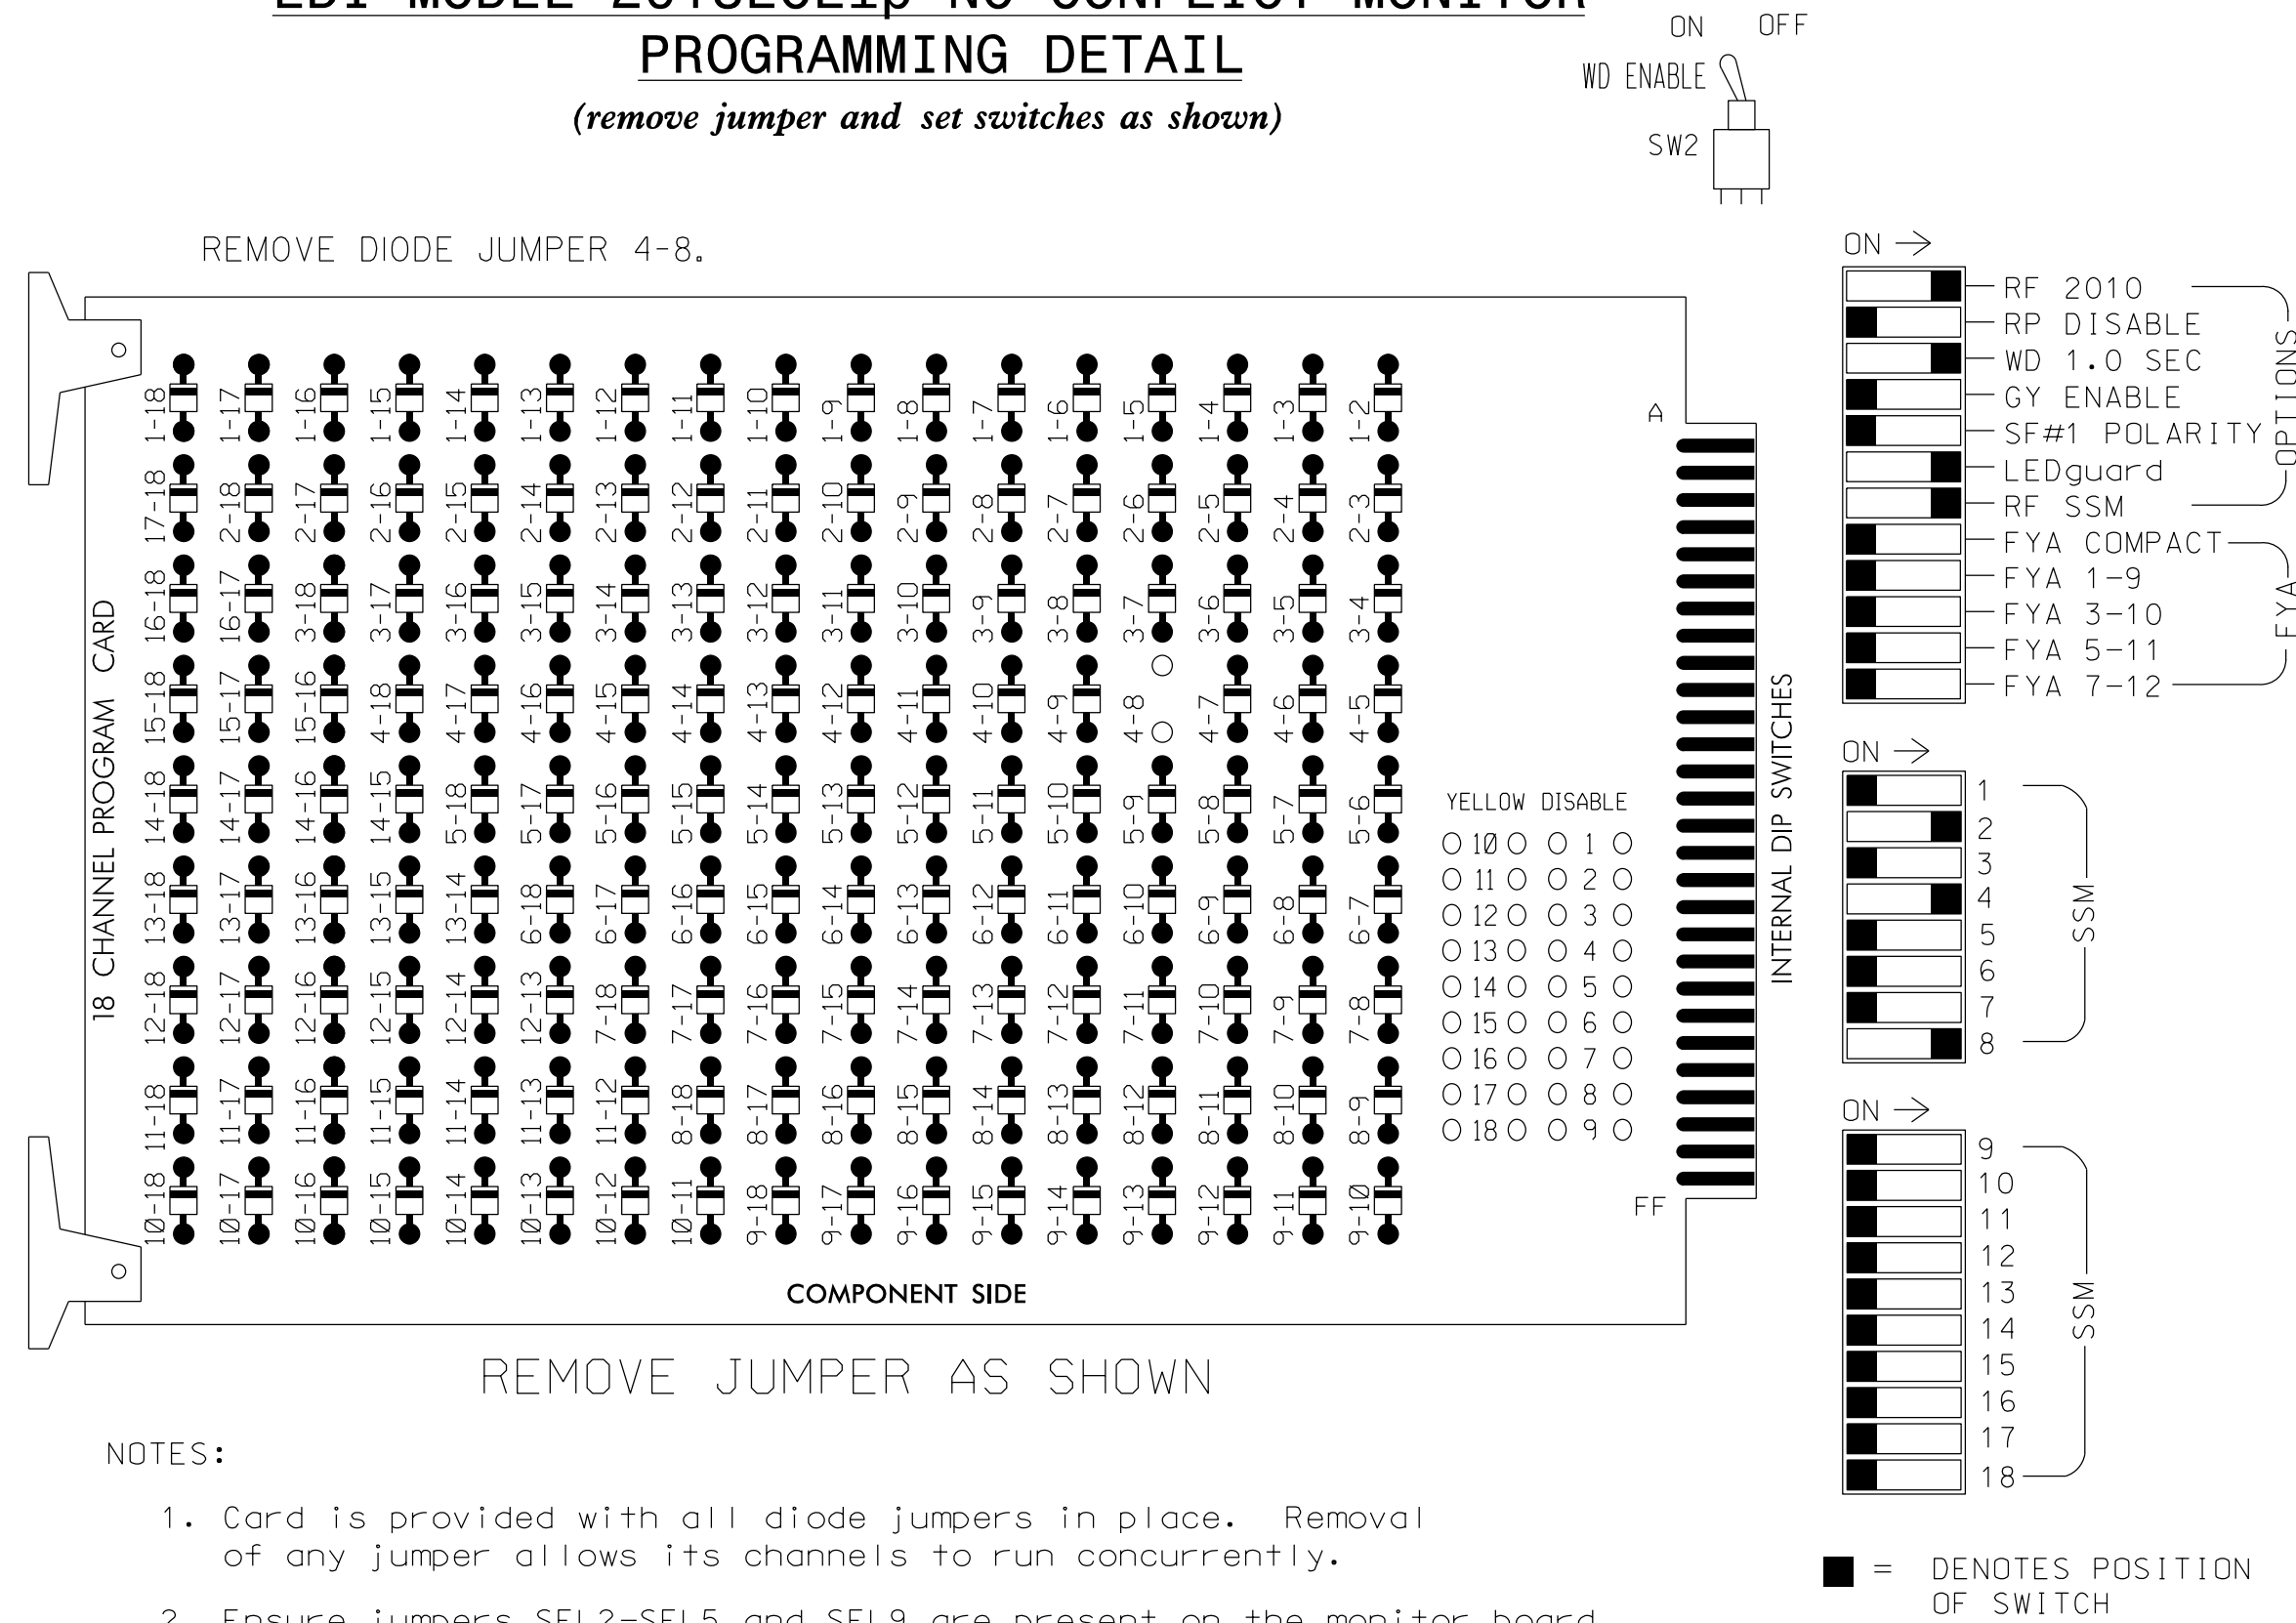 PROGRAMMING DETAIL
(remove jumper and set switches as shown)
ON OFF
WD ENABLE
SW2
REMOVE DIODE JUMPER 4-8.
18 CHANNEL PROGRAM CARD
1-18 1-17 1-16 1-15 1-14 1-13 1-12 1-11 1-10 1-9 1-8 1-7 1-6 1-5 1-4 1-3 1-2
17-18 2-18 2-17 2-16 2-15 2-14 2-13 2-12 2-11 2-10 2-9 2-8 2-7 2-6 2-5 2-4 2-3
16-18 16-17 3-18 3-17 3-16 3-15 3-14 3-13 3-12 3-11 3-10 3-9 3-8 3-7 3-6 3-5 3-4
15-18 15-17 15-16 4-18 4-17 4-16 4-15 4-14 4-13 4-12 4-11 4-10 4-9 4-8 4-7 4-6 4-5
14-18 14-17 14-16 14-15 5-18 5-17 5-16 5-15 5-14 5-13 5-12 5-11 5-10 5-9 5-8 5-7 5-6
13-18 13-17 13-16 13-15 13-14 6-18 6-17 6-16 6-15 6-14 6-13 6-12 6-11 6-10 6-9 6-8 6-7
12-18 12-17 12-16 12-15 12-14 12-13 7-18 7-17 7-16 7-15 7-14 7-13 7-12 7-11 7-10 7-9 7-8
11-18 11-17 11-16 11-15 11-14 11-13 11-12 8-18 8-17 8-16 8-15 8-14 8-13 8-12 8-11 8-10 8-9
10-18 10-17 10-16 10-15 10-14 10-13 10-12 10-11 9-18 9-17 9-16 9-15 9-14 9-13 9-12 9-11 9-10
A
YELLOW DISABLE
10 1
11 2
12 3
13 4
14 5
15 6
16 7
17 8
18 9
FF
COMPONENT SIDE
INTERNAL DIP SWITCHES
ON
RF 2010
RP DISABLE
WD 1.0 SEC
GY ENABLE
SF#1 POLARITY
LEDguard
RF SSM
OPTIONS
FYA COMPACT
FYA 1-9
FYA 3-10
FYA 5-11
FYA 7-12
FYA
ON
1
2
3
4
5
6
7
8
SSM
ON
9
10
11
12
13
14
15
16
17
18
SSM
= DENOTES POSITION
OF SWITCH
REMOVE JUMPER AS SHOWN
NOTES:
1. Card is provided with all diode jumpers in place. Removal
of any jumper allows its channels to run concurrently.
2. Ensure jumpers SEL2-SEL5 and SEL9 are present on the monitor board.